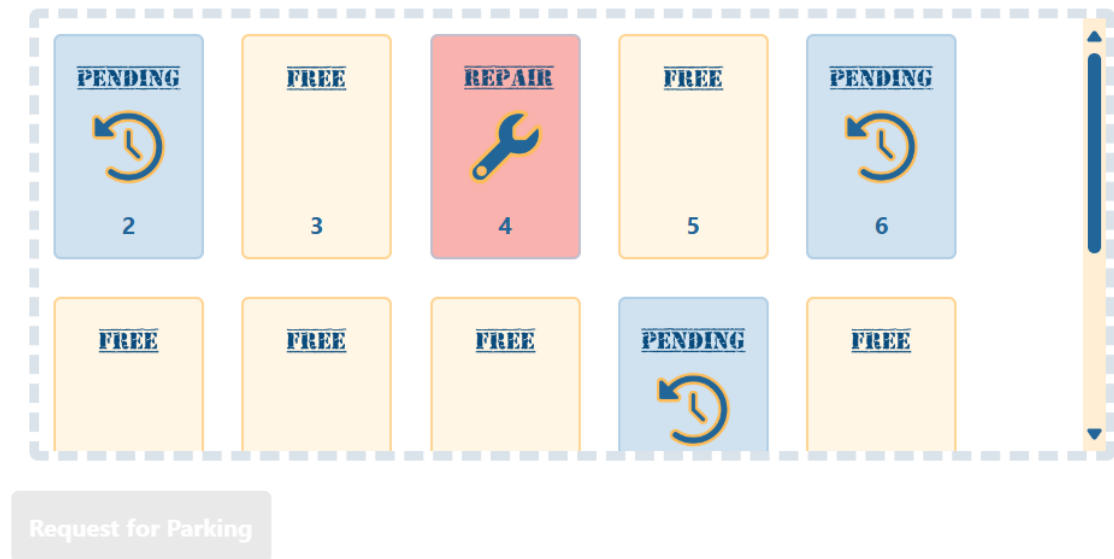 PENDING FREE REPAIR FREE PENDING
2 3 4 5 6
FREE FREE FREE PENDING FREE
Request for Parking